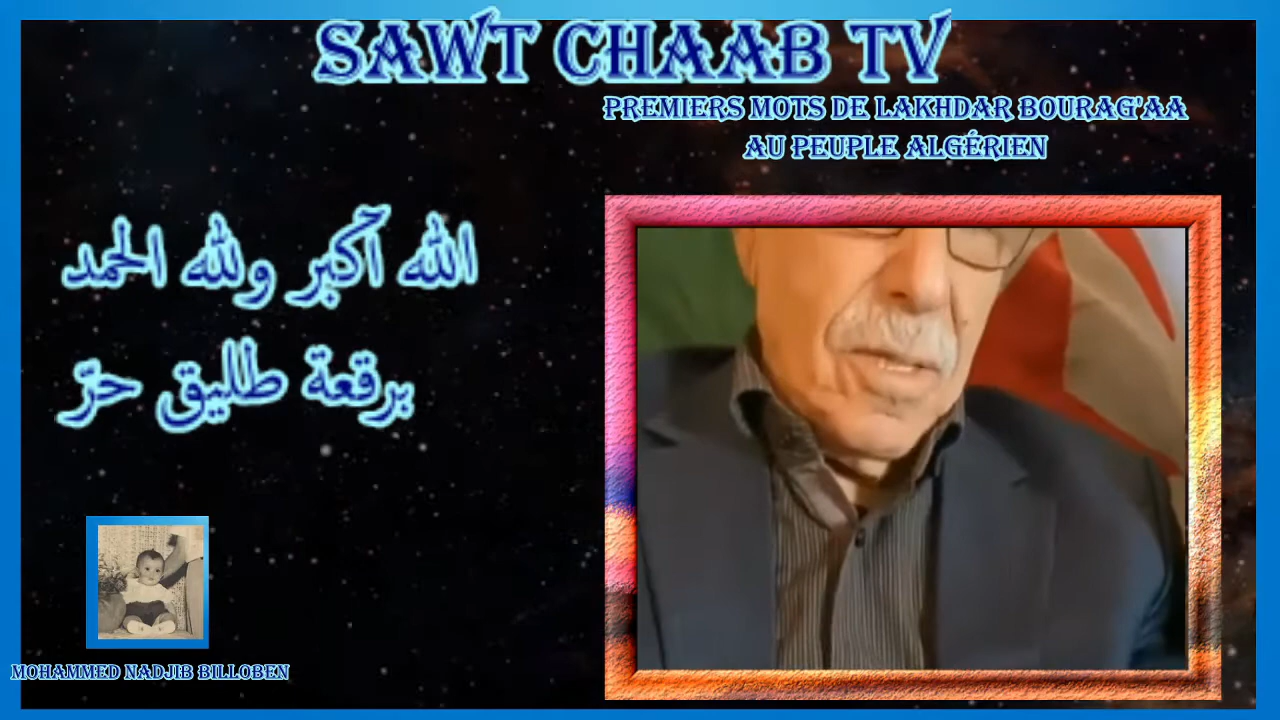 SAWT CHAAB TV
PREMIERS MOTS DE LAKHDAR BOURAG'AA
AU PEUPLE ALGÉRIEN
الله آكبر ولله الحمد
برقعة طليق حرّ
MOHAMMED NADJIB BILLOBEN